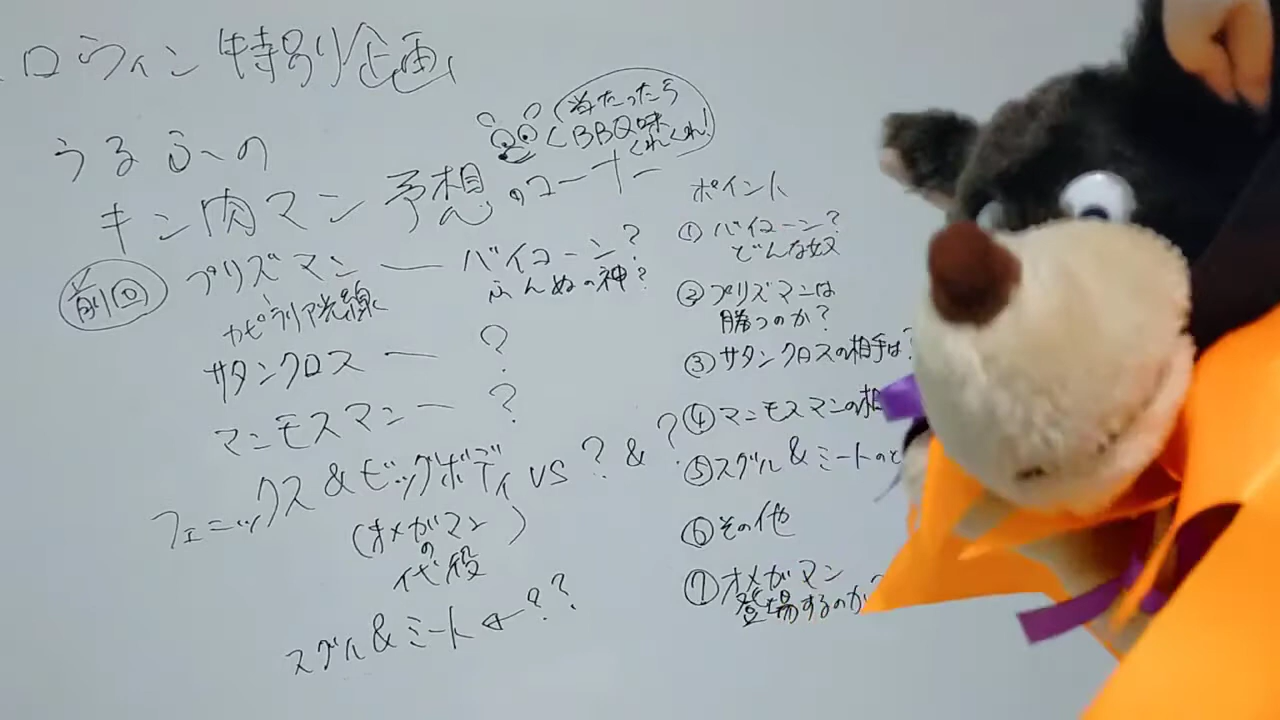 ロウィン特別企画
うるふの
キン肉マン予想のコーナー
当たったら
BBQ味
くれくれ!
前回
プリズマン ― バイコーン?
カピラリア光線
ふんぬの神?
サタンクロス ― ?
マンモスマン ― ?
フェニックス&ビッグボディ VS ?&?
(オメガマン
の
代役)
スグル&ミート ← ??
ポイント
①バイコーン?
どんな奴
②プリズマンは
勝つのか?
③サタンクロスの相手は?
④マンモスマンの相
⑤スグル&ミートのと
⑥その他
⑦オメガマン
登場するのか?